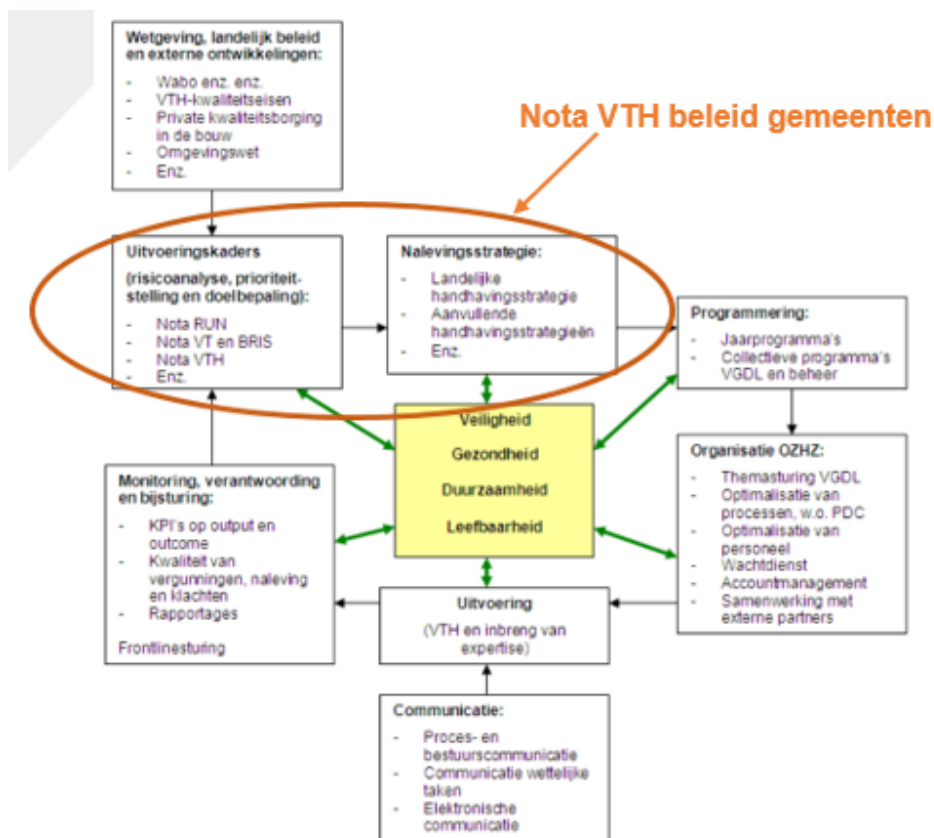 Wetgeving, landelijk beleid
en externe ontwikkelingen:
- Wabo enz. enz.
- VTH-kwaliteitseisen
- Private kwaliteitsborging
in de bouw
- Omgevingswet
- Enz.
Nota VTH beleid gemeenten
Uitvoeringskaders
(risicoanalyse, prioriteit-
stelling en doelbepaling):
- Nota RUN
- Nota VT en BRIS
- Nota VTH
- Enz.
Nalevingsstrategie:
- Landelijke
handhavingsstrategie
- Aanvullende
handhavingsstrategieën
- Enz.
Programmering:
- Jaarprogramma's
- Collectieve programma's
VGDL en beheer
Veiligheid
Gezondheid
Duurzaamheid
Leefbaarheid
Organisatie OZHZ:
- Themasturing VGDL
- Optimalisatie van
processen, w.o. PDC
- Optimalisatie van
personeel
- Wachtdienst
- Accountmanagement
- Samenwerking met
externe partners
Monitoring, verantwoording
en bijsturing:
- KPI's op output en
outcome
- Kwaliteit van
vergunningen, naleving
en klachten
- Rapportages
Frontlinesturing
Uitvoering
(VTH en inbreng van
expertise)
Communicatie:
- Proces- en
bestuurscommunicatie
- Communicatie wettelijke
taken
- Elektronische
communicatie